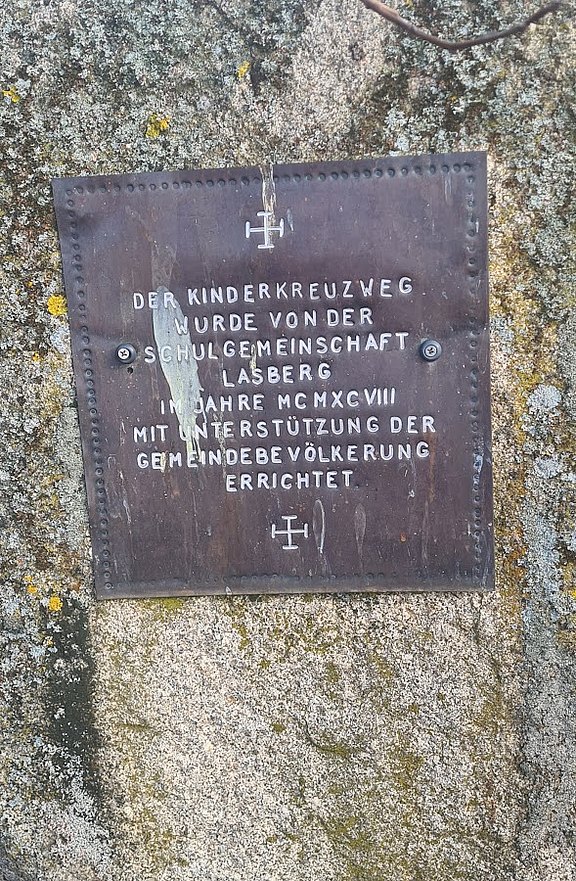 DER KINDERKREUZWEG
WURDE VON DER
SCHULGEMEINSCHAFT
LASBERG
IM JAHRE MCMXCVIII
MIT UNTERSTÜTZUNG DER
GEMEINDEBEVÖLKERUNG
ERRICHTET.